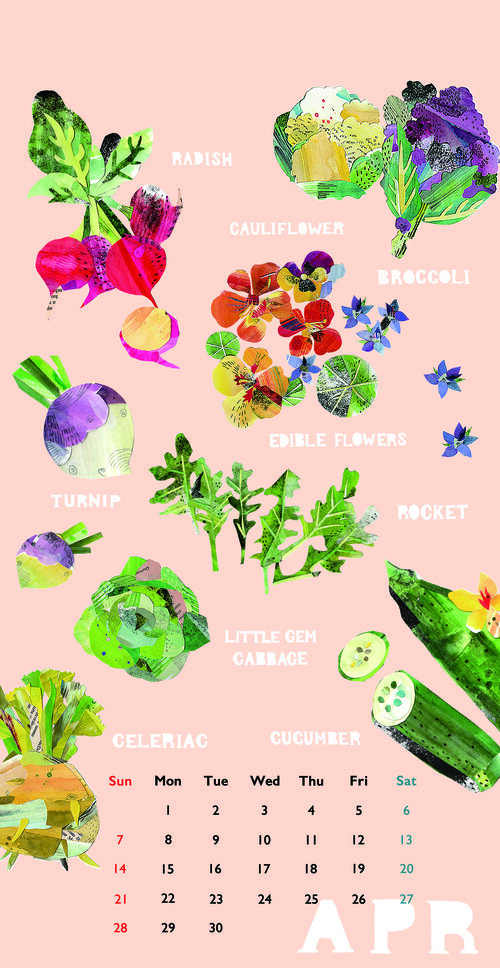 RADISH
CAULIFLOWER
BROCCOLI
EDIBLE FLOWERS
TURNIP
ROCKET
LITTLE GEM
CABBAGE
CELERIAC
CUCUMBER
Sun Mon Tue Wed Thu Fri Sat
1 2 3 4 5 6
7 8 9 10 11 12 13
14 15 16 17 18 19 20
21 22 23 24 25 26 27
28 29 30
APR